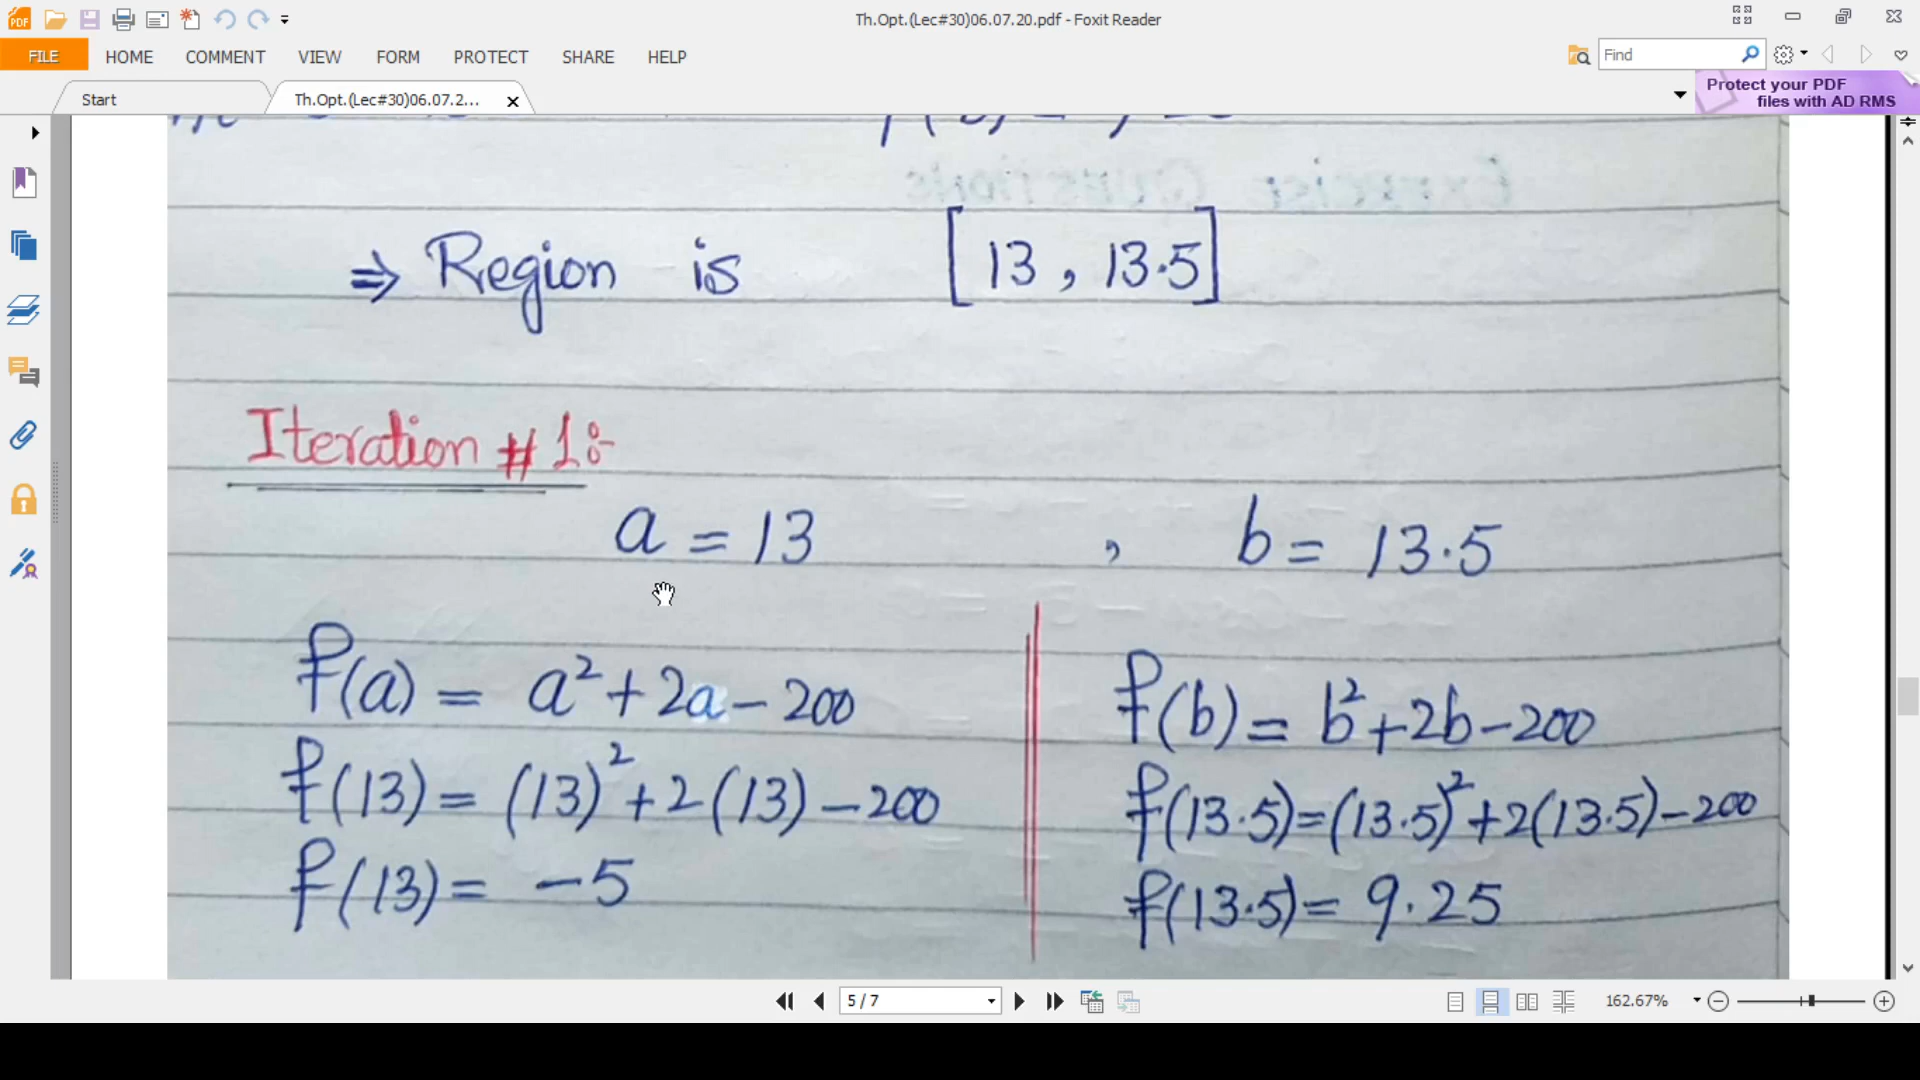 Th.Opt.(Lec#30)06.07.20.pdf - Foxit Reader
FILE HOME COMMENT VIEW FORM PROTECT SHARE HELP
Find
Start
Th.Opt.(Lec#30)06.07.2...
Protect your PDF
files with AD RMS
⇒ Region is [13 , 13.5]
Iteration # 1:-
a = 13 , b = 13.5
f(a) = a² + 2a - 200
f(13) = (13)² + 2(13) - 200
f(13) = -5
f(b) = b² + 2b - 200
f(13.5) = (13.5)² + 2(13.5) - 200
f(13.5) = 9.25
5 / 7
162.67%